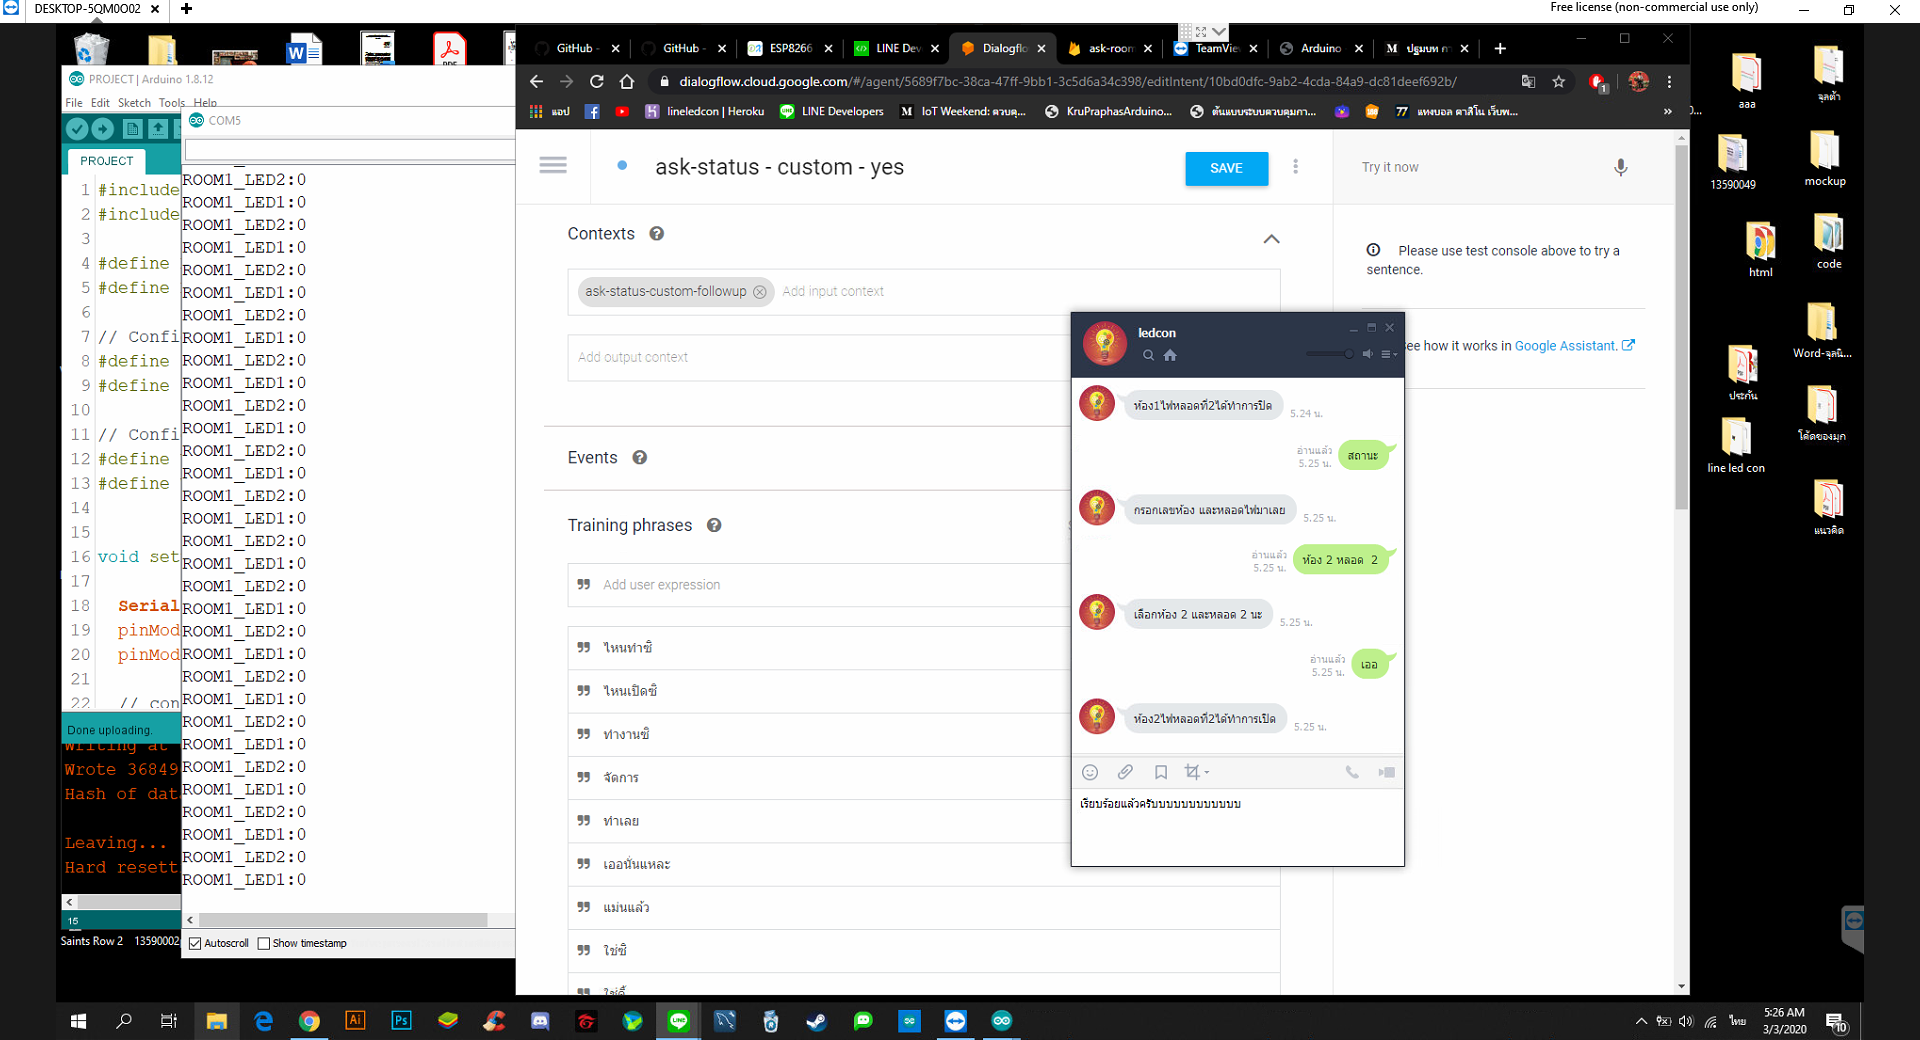 DESKTOP-5QM0O02
Free license (non-commercial use only)
PROJECT | Arduino 1.8.12
File Edit Sketch Tools Help
COM5
PROJECT
1 #include
2 #include
3
4 #define
5 #define
6
7 // Confi
8 #define
9 #define
10
11 // Confi
12 #define
13 #define
14
15
16 void set
17
18 Serial
19 pinMod
20 pinMod
21
22 // con
Done uploading.
Writing at
Wrote 36849
Hash of dat
Leaving...
Hard resett
15
Saints Row 2 13590002
ROOM1_LED2:0
ROOM1_LED1:0
ROOM1_LED2:0
ROOM1_LED1:0
ROOM1_LED2:0
ROOM1_LED1:0
ROOM1_LED2:0
ROOM1_LED1:0
ROOM1_LED2:0
ROOM1_LED1:0
ROOM1_LED2:0
ROOM1_LED1:0
ROOM1_LED2:0
ROOM1_LED1:0
ROOM1_LED2:0
ROOM1_LED1:0
ROOM1_LED2:0
ROOM1_LED1:0
ROOM1_LED2:0
ROOM1_LED1:0
ROOM1_LED2:0
ROOM1_LED1:0
ROOM1_LED2:0
ROOM1_LED1:0
ROOM1_LED2:0
ROOM1_LED1:0
ROOM1_LED2:0
ROOM1_LED1:0
ROOM1_LED2:0
ROOM1_LED1:0
ROOM1_LED2:0
ROOM1_LED1:0
Autoscroll Show timestamp
GitHub - GitHub - ESP8266 LINE Dev Dialogflo ask-room TeamVie Arduino ปฐมบท ก
dialogflow.cloud.google.com/#/agent/5689f7bc-38ca-47ff-9bb1-3c5d6a34c398/editIntent/10bd0dfc-9ab2-4cda-84a9-dc81deef692b/
แอป lineledcon | Heroku LINE Developers IoT Weekend: ควบคุ... KruPraphasArduino... ต้นแบบระบบควบคุมกา... แทงบอล คาสิโน เว็บพ...
ask-status - custom - yes
SAVE
Try it now
Contexts
ask-status-custom-followup Add input context
Add output context
Please use test console above to try a
sentence.
See how it works in Google Assistant.
Events
Training phrases
Add user expression
ไหนทำซิ
ไหนเปิดซิ
ทำงานซิ
จัดการ
ทำเลย
เออนั่นแหละ
แม่นแล้ว
ใช่ซิ
ledcon
ห้อง1ไฟหลอดที่2ได้ทำการปิด
5.24 น.
อ่านแล้ว
5.25 น.
สถานะ
กรอกเลขห้อง และหลอดไฟมาเลย
5.25 น.
อ่านแล้ว
5.25 น.
ห้อง 2 หลอด 2
เลือกห้อง 2 และหลอด 2 นะ
5.25 น.
อ่านแล้ว
5.25 น.
เออ
ห้อง2ไฟหลอดที่2ได้ทำการเปิด
5.25 น.
เรียบร้อยแล้วครับบบบบบบบบบบบ
aaa
จุลต้า
13590049
mockup
html
code
Word-จุลนิ...
ประกัน
โค้ดของมุก
line led con
แนวคิด
ไทย
5:26 AM
3/3/2020
10